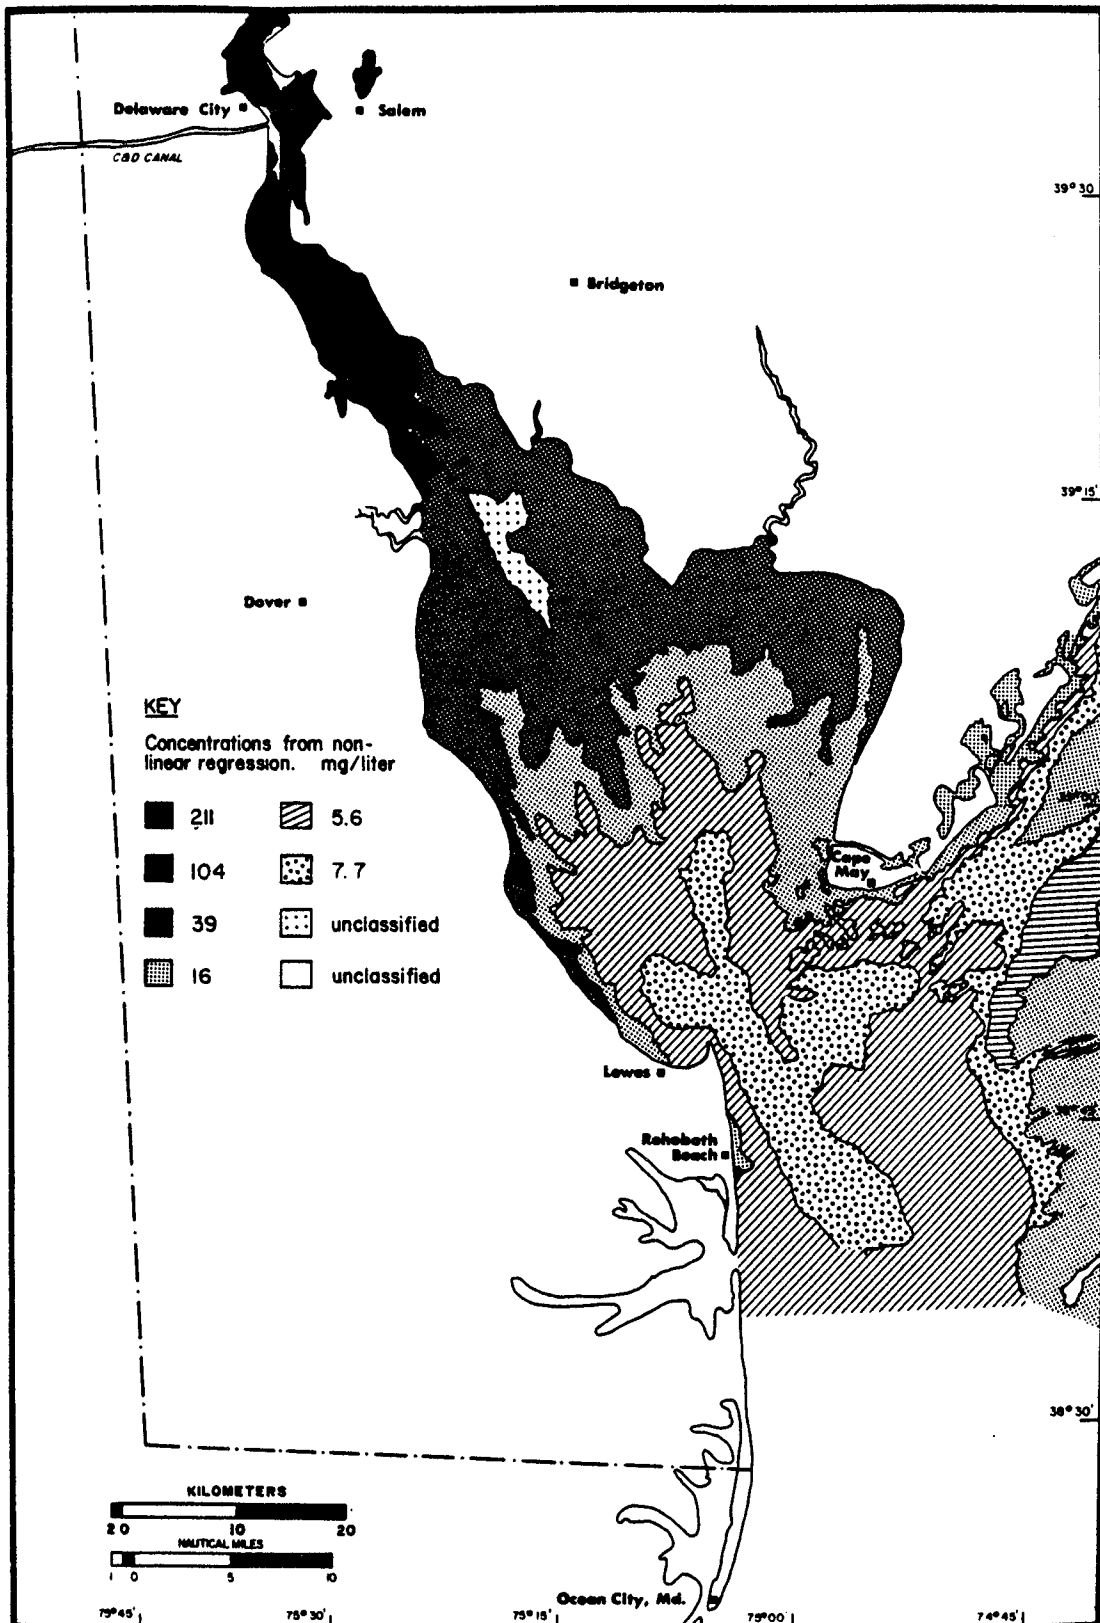 Delaware City
Salem
C&D CANAL
39° 30
Bridgeton
39° 15'
Dover
KEY
Concentrations from non-
linear regression. mg/liter
211
5.6
104
7.7
39
unclassified
16
unclassified
Cape
May
Lewes
Rehoboth
Beach
38° 30'
KILOMETERS
2 0 10 20
NAUTICAL MILES
1 0 5 10
Ocean City, Md.
75° 45'
75° 30'
75° 15'
75° 00'
74° 45'